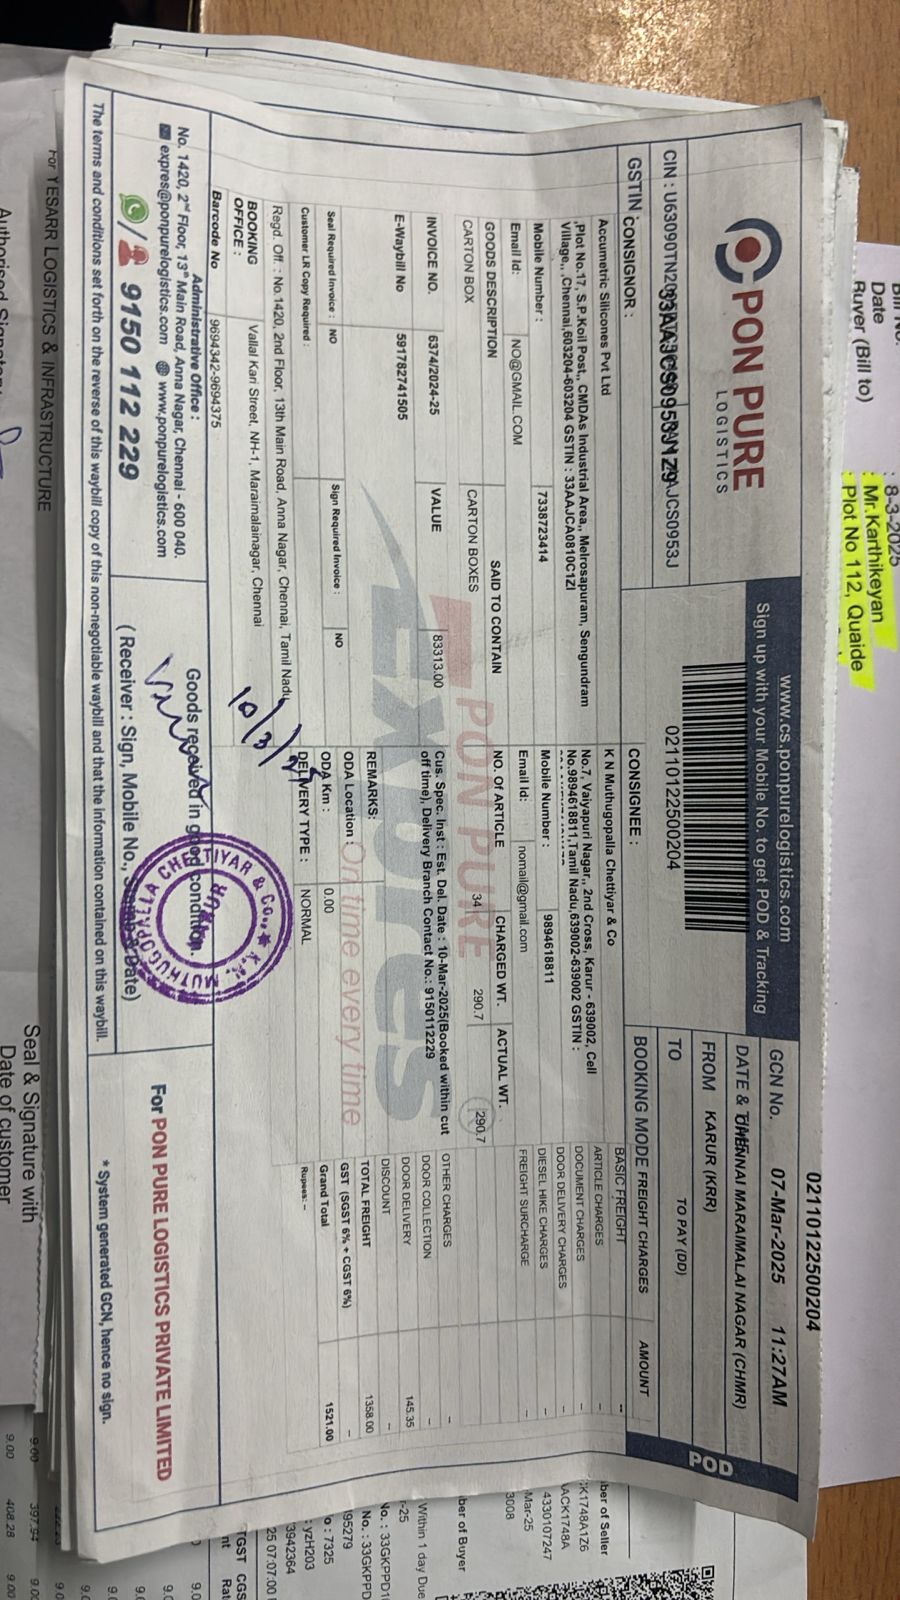 PON PURE
LOGISTICS
www.cs.ponpurelogistics.com
Sign up with your Mobile No. to get POD & Tracking
02110122500204
02110122500204
GCN No. 07-Mar-2025 11:27AM
DATE &
CHENNAI MARAIMALAI NAGAR (CHMR)
FROM KARUR (KRR)
TO TO PAY (DD)
POD
CIN : U63090TN2005
GSTIN :
CONSIGNOR :
Accumetric Silicones Pvt Ltd
,Plot No.17, S.P.Koil Post,, CMDAs Industrial Area,, Melrosapuram, Sengundram
Village,,, Chennai,603204-603204 GSTIN : 33AAJCA0810C1ZI
Mobile Number : 7338723414
Email Id: NO@GMAIL.COM
CONSIGNEE :
K N Muthugopalla Chettiyar & Co
No.7, Vaiyapuri Nagar,, 2nd Cross, Karur - 639002, Cell
No.9894618811,Tamil Nadu,639002-639002 GSTIN :
Mobile Number : 9894618811
Email Id: nomail@gmail.com
BOOKING MODE FREIGHT CHARGES AMOUNT
BASIC FREIGHT --
ARTICLE CHARGES --
DOCUMENT CHARGES --
DOOR DELIVERY CHARGES --
DIESEL HIKE CHARGES --
FREIGHT SURCHARGE --
GOODS DESCRIPTION SAID TO CONTAIN NO. Of ARTICLE CHARGED WT. ACTUAL WT.
CARTON BOX CARTON BOXES 34 290.7 290.7
INVOICE NO. 6374/2024-25 VALUE 83313.00
E-Waybill No 591782741505
Cus. Spec. Inst : Est. Del. Date : 10-Mar-2025(Booked within cut
off time), Delivery Branch Contact No.: 9150112229
OTHER CHARGES --
DOOR COLLECTION --
DOOR DELIVERY 145.35
DISCOUNT --
TOTAL FREIGHT 1358.00
GST (SGST 6% + CGST 6%) --
Grand Total 1521.00
Rupees: --
PON PURE
EXPRES
On time every time
REMARKS:
ODA Location :
ODA Km : 0.00
DELIVERY TYPE : NORMAL
Seal Required Invoice : NO Sign Required Invoice : NO
Customer LR Copy Required :
Regd. Off. : No.1420, 2nd Floor, 13th Main Road, Anna Nagar, Chennai, Tamil Nadu
BOOKING OFFICE : Vallal Kari Street, NH-1, Maraimalainagar, Chennai
Barcode No 9694342-9694375
Administrative Office :
No. 1420, 2nd Floor, 13th Main Road, Anna Nagar, Chennai - 600 040.
expres@ponpurelogistics.com www.ponpurelogistics.com
9150 112 229
Goods received in good condition.
( Receiver : Sign, Mobile No.,
Date)
For PON PURE LOGISTICS PRIVATE LIMITED
* System generated GCN, hence no sign.
The terms and conditions set forth on the reverse of this waybill copy of this non-negotiable waybill and that the Information contained on this waybill.
Bill No.
Date : 8-3-2025
Buyer (Bill to) : Mr.Karthikeyan
: Plot No 112, Quaide
For YESARR LOGISTICS & INFRASTRUCTURE
Seal & Signature with
Date of customer